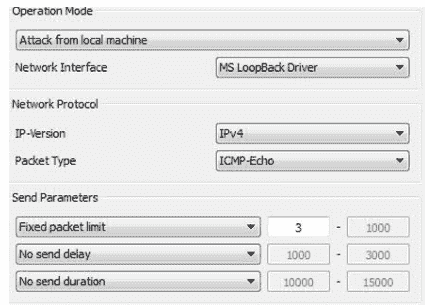 Operation Mode
Attack from local machine
Network Interface MS LoopBack Driver
Network Protocol
IP-Version IPv4
Packet Type ICMP-Echo
Send Parameters
Fixed packet limit 3 - 1000
No send delay 1000 - 3000
No send duration 10000 - 15000